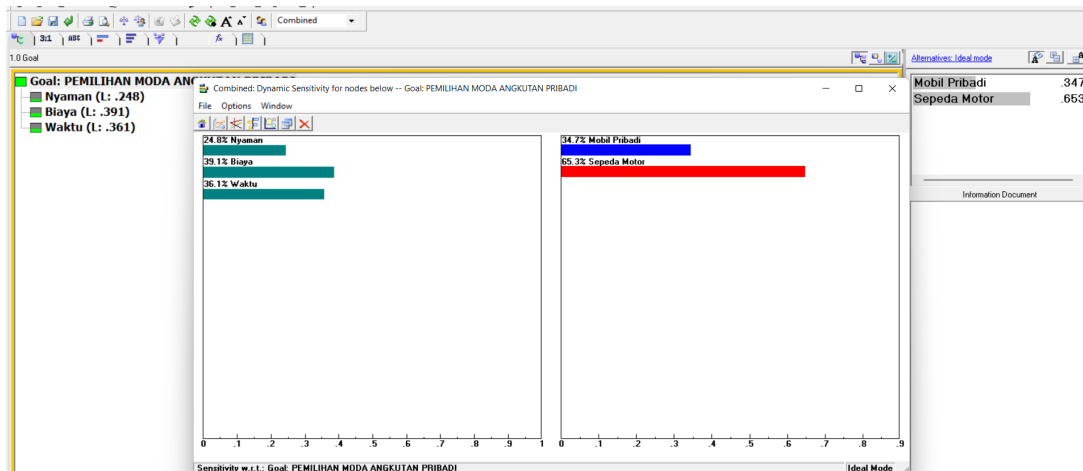 Combined
3:1 ABC
fx
1.0 Goal
Alternatives: Ideal mode
Goal: PEMILIHAN MODA
Nyaman (L: .248)
Biaya (L: .391)
Waktu (L: .361)
Mobil Pribadi .347
Sepeda Motor .653
Information Document
Combined: Dynamic Sensitivity for nodes below -- Goal: PEMILIHAN MODA ANGKUTAN PRIBADI
File Options Window
24.8% Nyaman
39.1% Biaya
36.1% Waktu
34.7% Mobil Pribadi
65.3% Sepeda Motor
0 .1 .2 .3 .4 .5 .6 .7 .8 .9 1
0 .1 .2 .3 .4 .5 .6 .7 .8 .9
Sensitivity w.r.t.: Goal: PEMILIHAN MODA ANGKUTAN PRIBADI
Ideal Mode